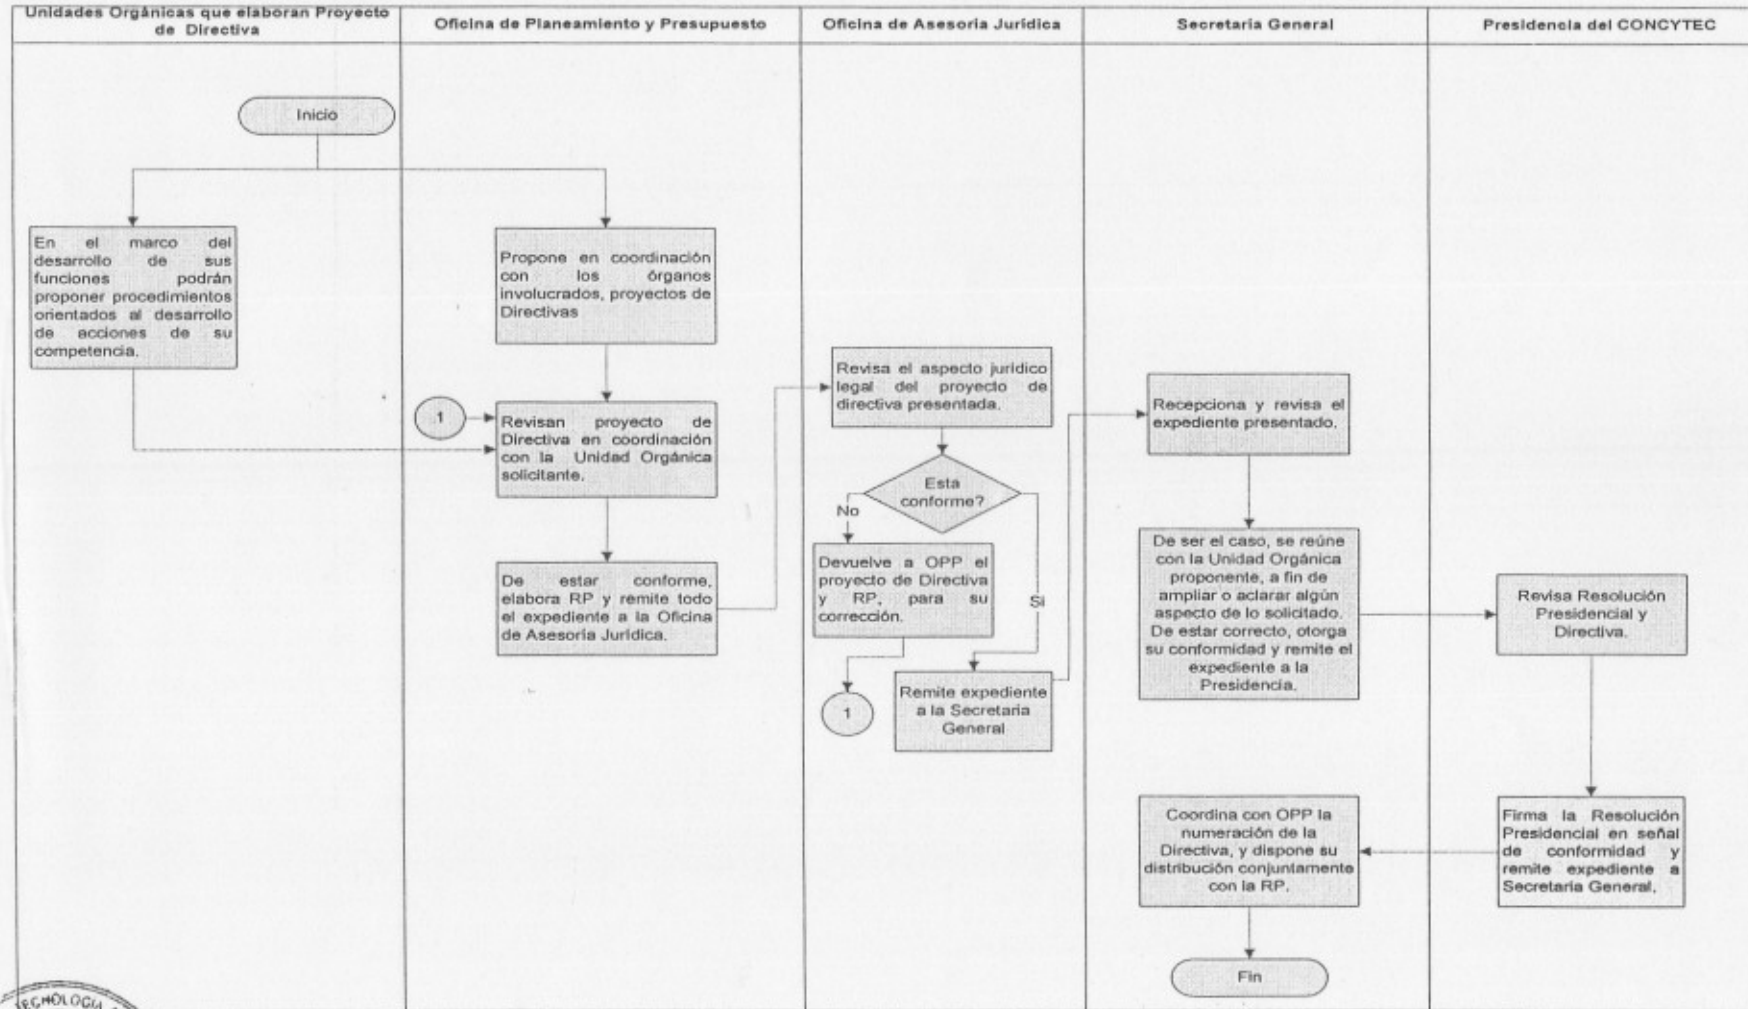 Unidades Orgánicas que elaboran Proyecto
de Directiva
Oficina de Planeamiento y Presupuesto
Oficina de Asesoría Jurídica
Secretaria General
Presidencia del CONCYTEC
Inicio
En el marco del
desarrollo de sus
funciones podrán
proponer procedimientos
orientados al desarrollo
de acciones de su
competencia.
Propone en coordinación
con los órganos
involucrados, proyectos de
Directivas
1
Revisan proyecto de
Directiva en coordinación
con la Unidad Orgánica
solicitante.
De estar conforme,
elabora RP y remite todo
el expediente a la Oficina
de Asesoría Jurídica.
Revisa el aspecto jurídico
legal del proyecto de
directiva presentada.
Esta
conforme?
No
Si
Devuelve a OPP el
proyecto de Directiva
y RP, para su
corrección.
1
Remite expediente
a la Secretaria
General
Recepciona y revisa el
expediente presentado.
De ser el caso, se reúne
con la Unidad Orgánica
proponente, a fin de
ampliar o aclarar algún
aspecto de lo solicitado.
De estar correcto, otorga
su conformidad y remite el
expediente a la
Presidencia.
Revisa Resolución
Presidencial y
Directiva.
Firma la Resolución
Presidencial en señal
de conformidad y
remite expediente a
Secretaria General.
Coordina con OPP la
numeración de la
Directiva, y dispone su
distribución conjuntamente
con la RP.
Fin